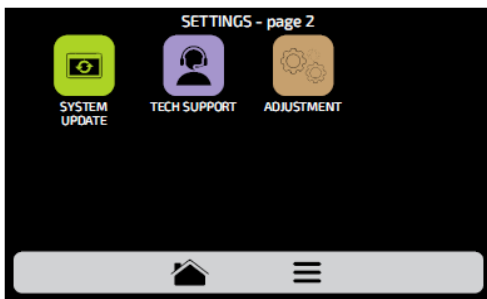 SETTINGS - page 2
SYSTEM
UPDATE
TECH SUPPORT
ADJUSTMENT